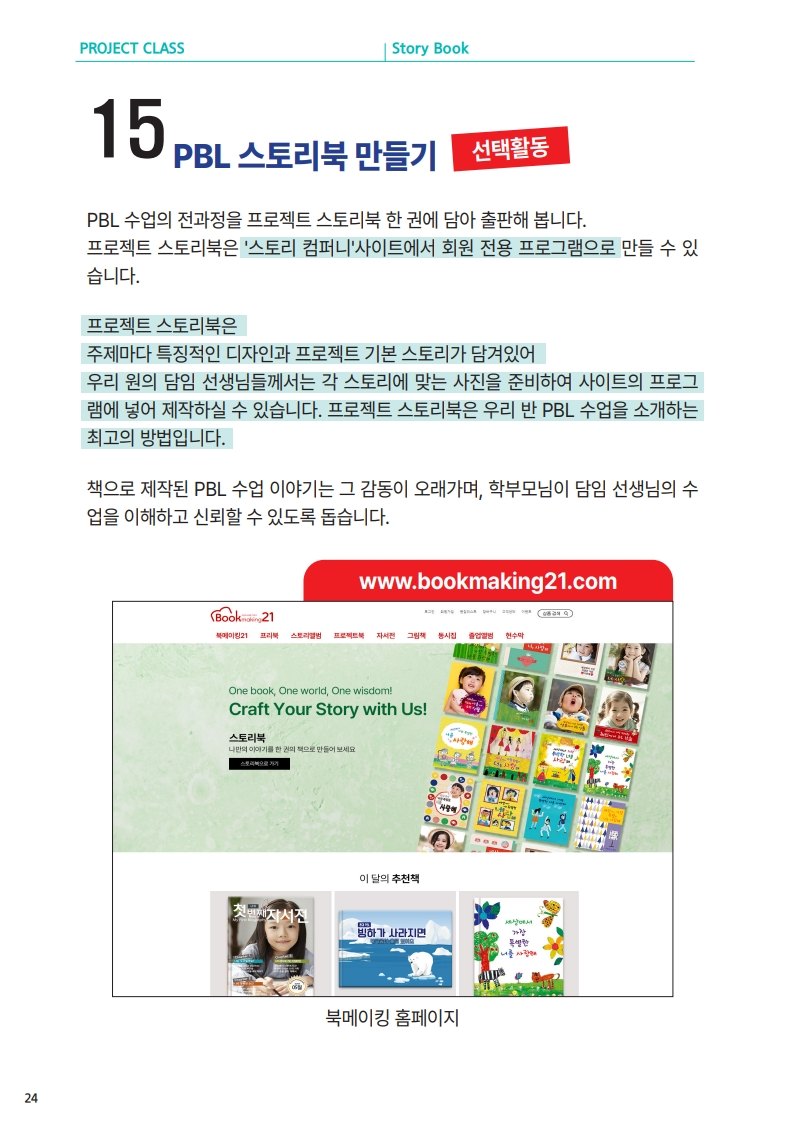 PROJECT CLASS
Story Book
15
PBL 스토리북 만들기
선택활동
PBL 수업의 전과정을 프로젝트 스토리북 한 권에 담아 출판해 봅니다.
프로젝트 스토리북은 '스토리 컴퍼니'사이트에서 회원 전용 프로그램으로 만들 수 있
습니다.
프로젝트 스토리북은
주제마다 특징적인 디자인과 프로젝트 기본 스토리가 담겨있어
우리 원의 담임 선생님들께서는 각 스토리에 맞는 사진을 준비하여 사이트의 프로그
램에 넣어 제작하실 수 있습니다. 프로젝트 스토리북은 우리 반 PBL 수업을 소개하는
최고의 방법입니다.
책으로 제작된 PBL 수업 이야기는 그 감동이 오래가며, 학부모님이 담임 선생님의 수
업을 이해하고 신뢰할 수 있도록 돕습니다.
www.bookmaking21.com
Book making 21
상품 검색
북메이킹21 프리북 스토리앨범 프로젝트북 자서전 그림책 동시집 졸업앨범 현수막
One book, One world, One wisdom!
Craft Your Story with Us!
스토리북
나만의 이야기를 한 권의 책으로 만들어 보세요
스토리북으로 가기
이 달의 추천책
첫번째자서전
빙하가 사라지면
세상에서
가장
특별한
너를 사랑해
북메이킹 홈페이지
24